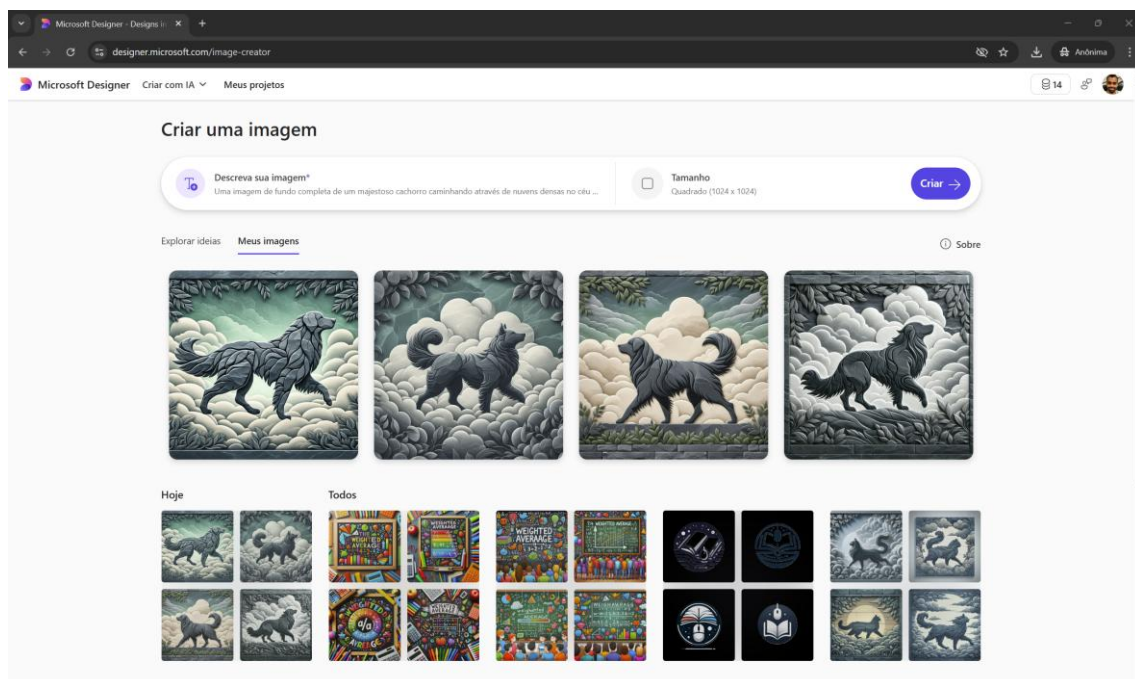 Microsoft Designer - Designs in
designer.microsoft.com/image-creator
Anônima
Microsoft Designer Criar com IA Meus projetos
14
Criar uma imagem
Descreva sua imagem*
Uma imagem de fundo completa de um majestoso cachorro caminhando através de nuvens densas no céu ...
Tamanho
Quadrado (1024 x 1024)
Criar
Explorar ideias Meus imagens
Sobre
Hoje
Todos
WEIGHTED